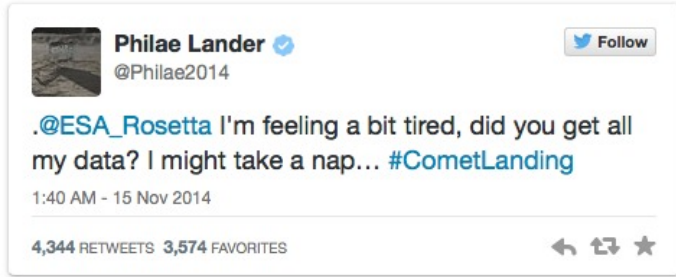 Philae Lander
Follow
@Philae2014
.@ESA_Rosetta I'm feeling a bit tired, did you get all
my data? I might take a nap... #CometLanding
1:40 AM - 15 Nov 2014
4,344 RETWEETS 3,574 FAVORITES